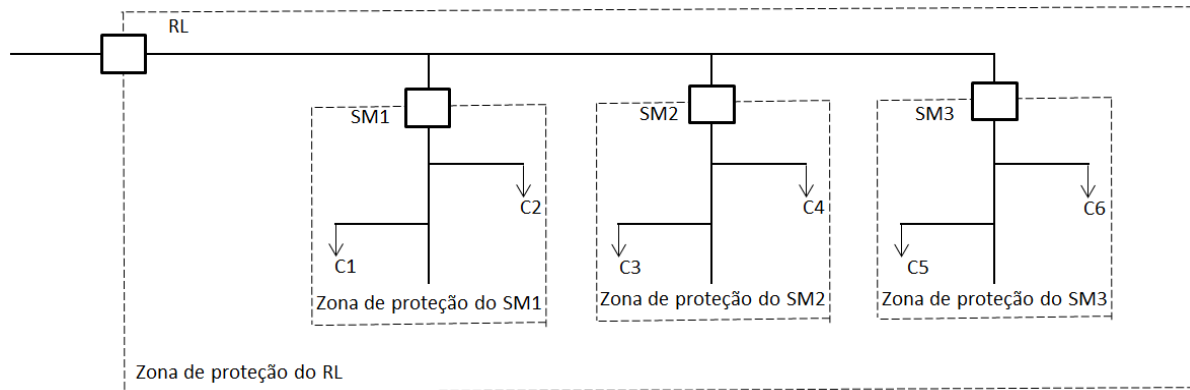 RL
SM1
SM2
SM3
C2
C4
C6
C1
C3
C5
Zona de proteção do SM1
Zona de proteção do SM2
Zona de proteção do SM3
Zona de proteção do RL